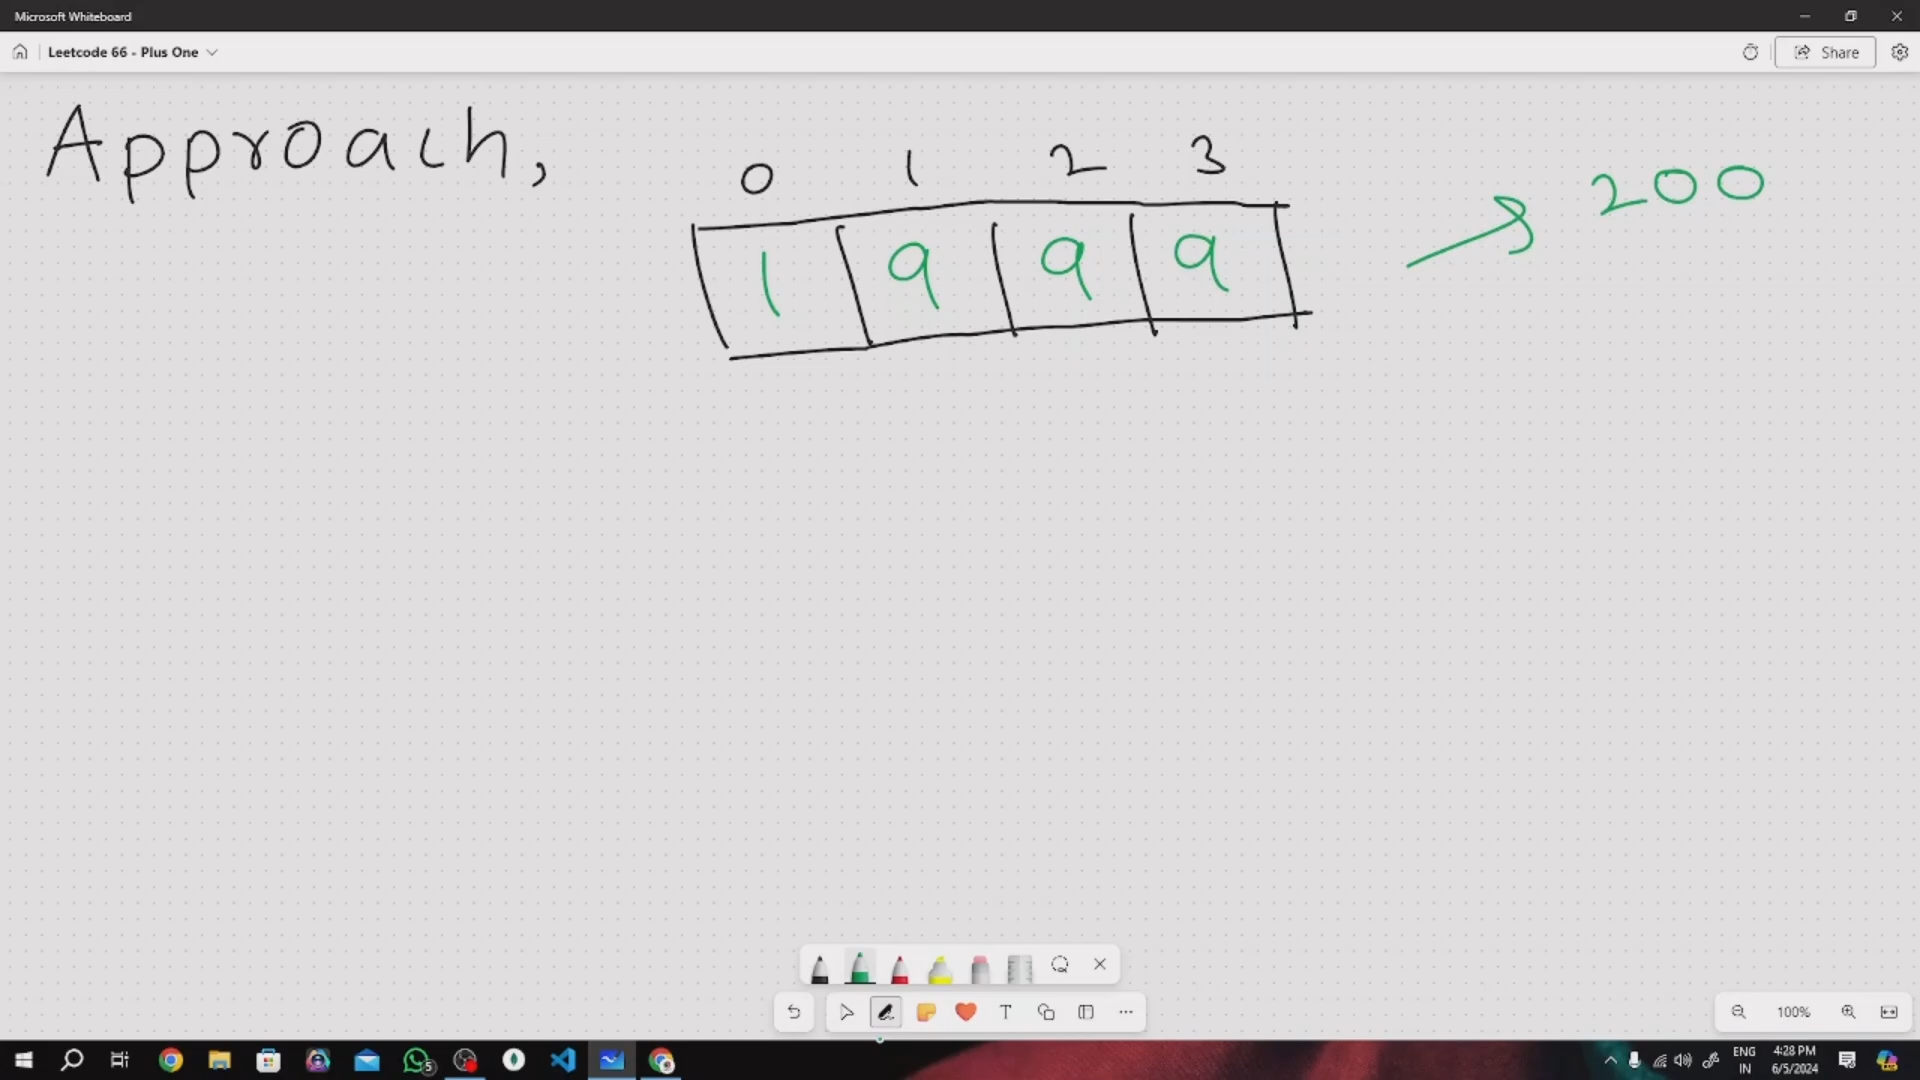 Microsoft Whiteboard
Leetcode 66 - Plus One
Share
Approach,
0 1 2 3
1 9 9 9
200
T
100%
5
ENG
IN
4:28 PM
6/5/2024